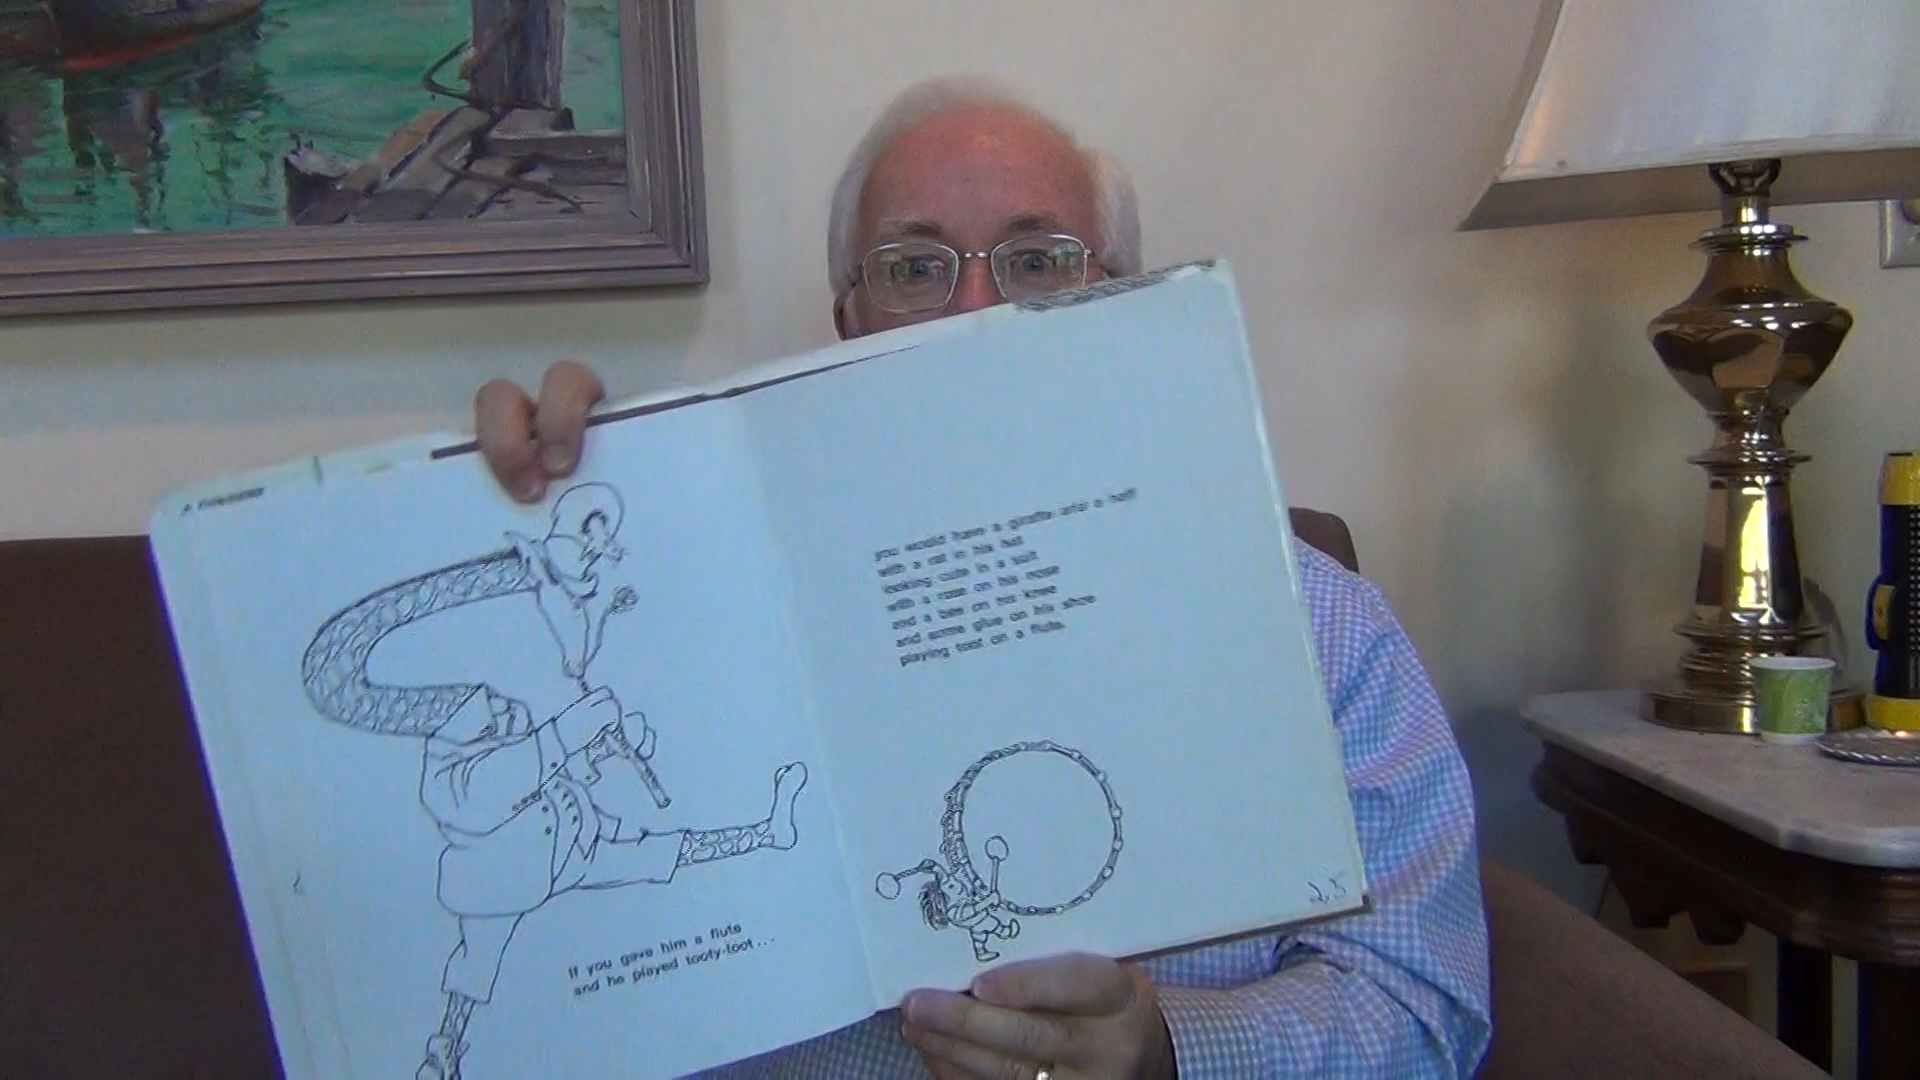 If you gave him a flute
and he played tooty-toot...
you would have a giraffe and a half
with a rat in his hat
looking cute in a suit
with a rose on his nose
and a bee on his knee
and some glue on his shoe
playing toot on a flute.